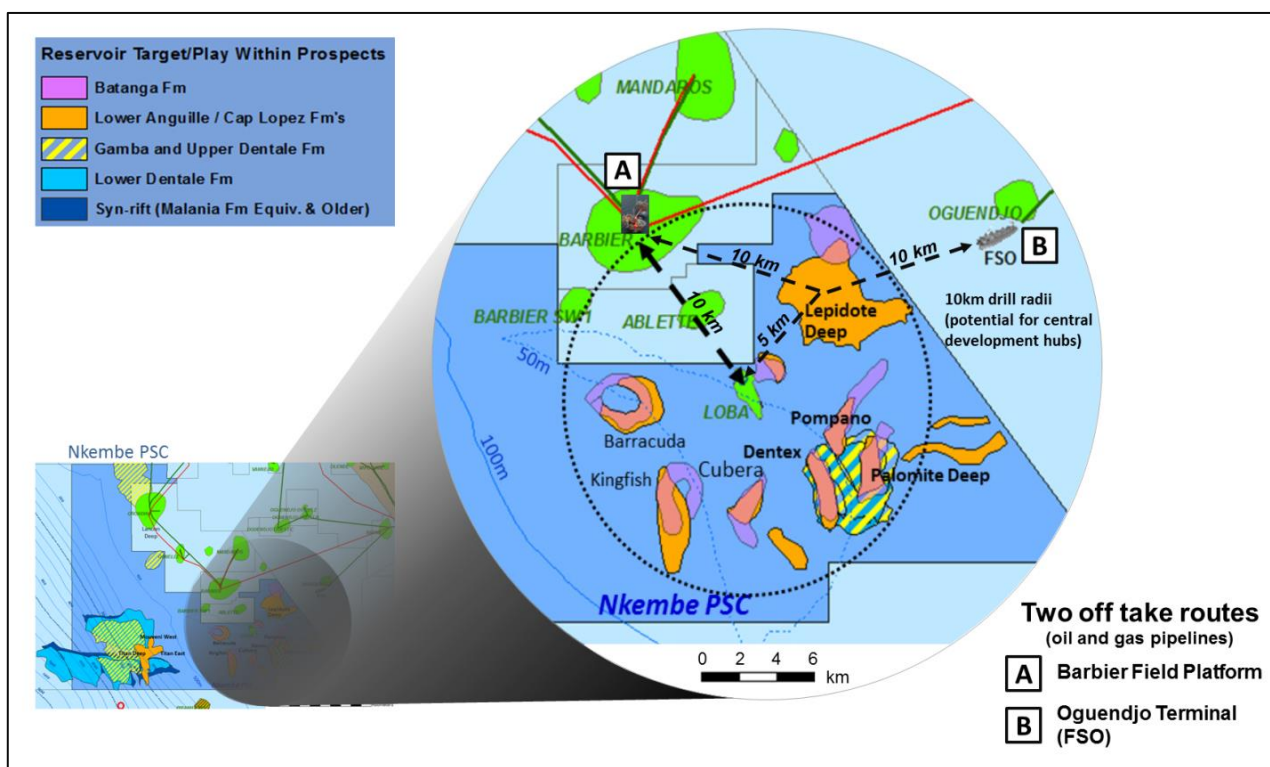 Reservoir Target/Play Within Prospects
Batanga Fm
Lower Anguille / Cap Lopez Fm's
Gamba and Upper Dentale Fm
Lower Dentale Fm
Syn-rift (Malania Fm Equiv. & Older)
MANDAROS
A
BARBIER
OGUENDJO
FSO
B
10 km
10 km
10 km
5 km
10km drill radii
(potential for central
development hubs)
Lepidote
Deep
BARBIER SW 1
ABLETTE
50m
100m
LOBA
Pompano
Barracuda
Dentex
Palomite Deep
Kingfish
Cubera
Nkembe PSC
0 2 4 6
km
Nkembe PSC
Two off take routes
(oil and gas pipelines)
A Barbier Field Platform
B Oguendjo Terminal
(FSO)